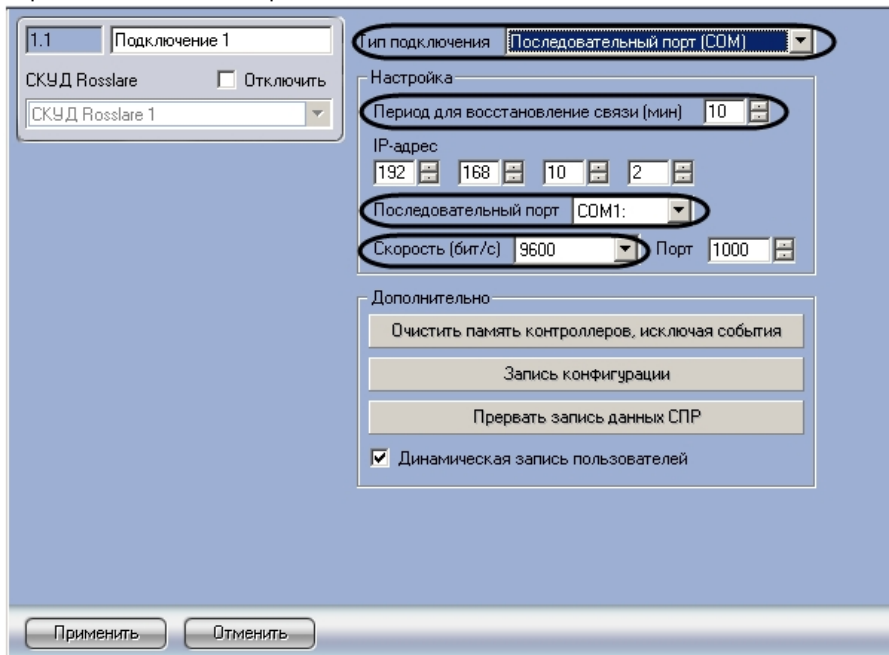 1.1 Подключение 1
СКУД Rosslare Отключить
СКУД Rosslare 1
Тип подключения Последовательный порт (COM)
Настройка
Период для восстановление связи (мин) 10
IP-адрес
192 168 10 2
Последовательный порт COM1:
Скорость (бит/с) 9600 Порт 1000
Дополнительно
Очистить память контроллеров, исключая события
Запись конфигурации
Прервать запись данных СПР
Динамическая запись пользователей
Применить Отменить